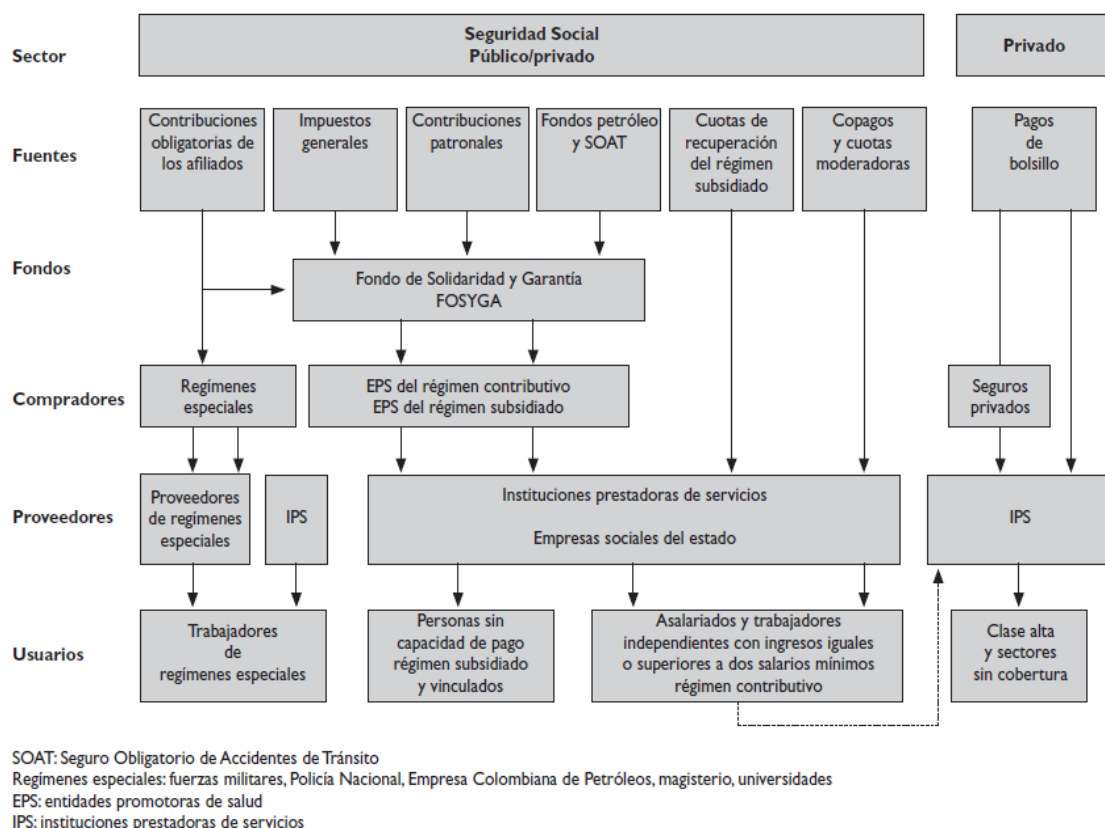 Sector
Seguridad Social
Público/privado
Privado
Fuentes
Contribuciones
obligatorias de
los afiliados
Impuestos
generales
Contribuciones
patronales
Fondos petróleo
y SOAT
Cuotas de
recuperación
del régimen
subsidiado
Copagos
y cuotas
moderadoras
Pagos
de
bolsillo
Fondos
Fondo de Solidaridad y Garantía
FOSYGA
Compradores
Regímenes
especiales
EPS del régimen contributivo
EPS del régimen subsidiado
Seguros
privados
Proveedores
Proveedores
de regímenes
especiales
IPS
Instituciones prestadoras de servicios
Empresas sociales del estado
IPS
Usuarios
Trabajadores
de
regímenes especiales
Personas sin
capacidad de pago
régimen subsidiado
y vinculados
Asalariados y trabajadores
independientes con ingresos iguales
o superiores a dos salarios mínimos
régimen contributivo
Clase alta
y sectores
sin cobertura
SOAT: Seguro Obligatorio de Accidentes de Tránsito
Regímenes especiales: fuerzas militares, Policía Nacional, Empresa Colombiana de Petróleos, magisterio, universidades
EPS: entidades promotoras de salud
IPS: instituciones prestadoras de servicios